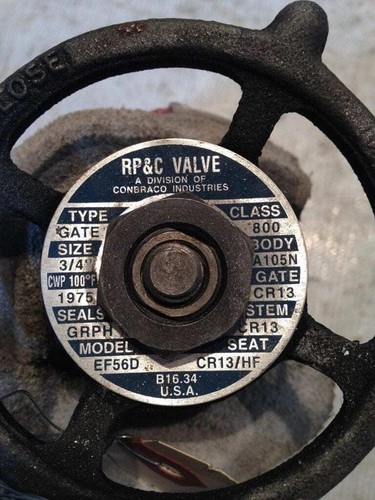 LOSE
RP&C VALVE
A DIVISION OF
CONBRACO INDUSTRIES
TYPE CLASS
GATE 800
SIZE BODY
3/4" A105N
CWP 100°F GATE
1975 CR13
SEALS STEM
GRPH CR13
MODEL SEAT
EF56D CR13/HF
B16.34
U.S.A.